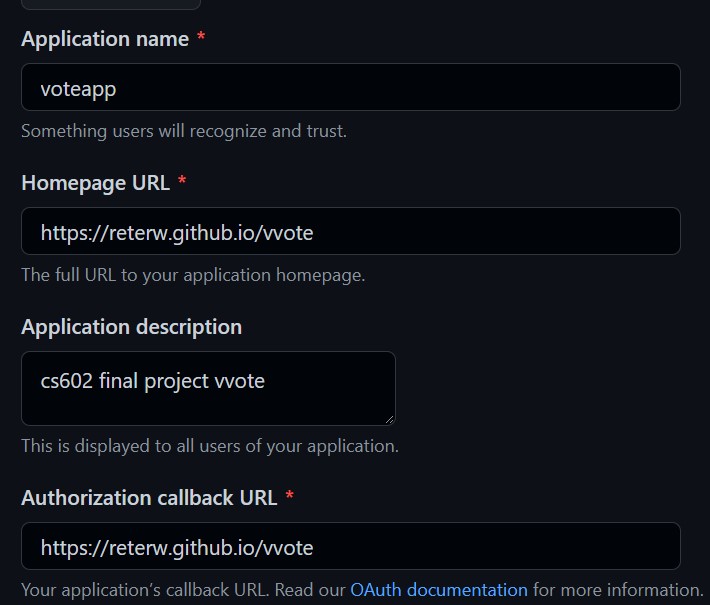 Application name *
voteapp
Something users will recognize and trust.
Homepage URL *
https://reterw.github.io/vvote
The full URL to your application homepage.
Application description
cs602 final project vvote
This is displayed to all users of your application.
Authorization callback URL *
https://reterw.github.io/vvote
Your application's callback URL. Read our OAuth documentation for more information.